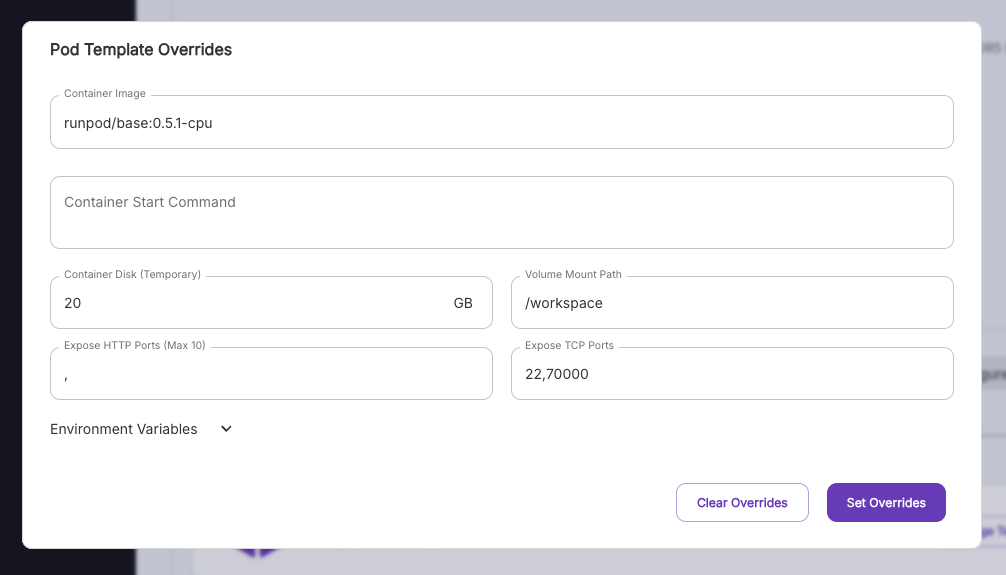 Pod Template Overrides
Container Image
runpod/base:0.5.1-cpu
Container Start Command
Container Disk (Temporary)
20 GB
Volume Mount Path
/workspace
Expose HTTP Ports (Max 10)
,
Expose TCP Ports
22,70000
Environment Variables
Clear Overrides
Set Overrides